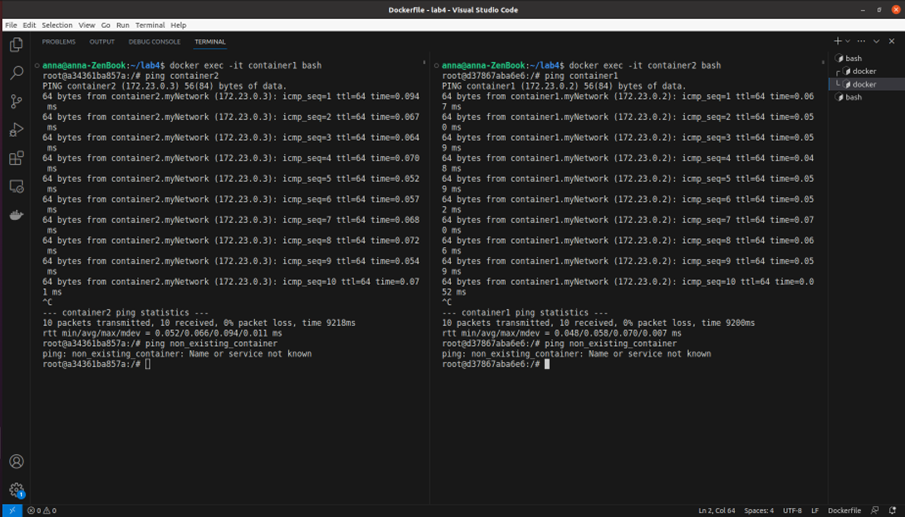 Dockerfile - lab4 - Visual Studio Code
File Edit Selection View Go Run Terminal Help
PROBLEMS OUTPUT DEBUG CONSOLE TERMINAL
anna@anna-ZenBook:~/lab4$ docker exec -it container1 bash
root@a34361ba857a:/# ping container2
PING container2 (172.23.0.3) 56(84) bytes of data.
64 bytes from container2.myNetwork (172.23.0.3): icmp_seq=1 ttl=64 time=0.094
ms
64 bytes from container2.myNetwork (172.23.0.3): icmp_seq=2 ttl=64 time=0.067
ms
64 bytes from container2.myNetwork (172.23.0.3): icmp_seq=3 ttl=64 time=0.064
ms
64 bytes from container2.myNetwork (172.23.0.3): icmp_seq=4 ttl=64 time=0.070
ms
64 bytes from container2.myNetwork (172.23.0.3): icmp_seq=5 ttl=64 time=0.052
ms
64 bytes from container2.myNetwork (172.23.0.3): icmp_seq=6 ttl=64 time=0.057
ms
64 bytes from container2.myNetwork (172.23.0.3): icmp_seq=7 ttl=64 time=0.068
ms
64 bytes from container2.myNetwork (172.23.0.3): icmp_seq=8 ttl=64 time=0.072
ms
64 bytes from container2.myNetwork (172.23.0.3): icmp_seq=9 ttl=64 time=0.054
ms
64 bytes from container2.myNetwork (172.23.0.3): icmp_seq=10 ttl=64 time=0.07
1 ms
^C
--- container2 ping statistics ---
10 packets transmitted, 10 received, 0% packet loss, time 9218ms
rtt min/avg/max/mdev = 0.052/0.066/0.094/0.011 ms
root@a34361ba857a:/# ping non_existing_container
ping: non_existing_container: Name or service not known
root@a34361ba857a:/#
anna@anna-ZenBook:~/lab4$ docker exec -it container2 bash
root@d37867aba6e6:/# ping container1
PING container1 (172.23.0.2) 56(84) bytes of data.
64 bytes from container1.myNetwork (172.23.0.2): icmp_seq=1 ttl=64 time=0.06
7 ms
64 bytes from container1.myNetwork (172.23.0.2): icmp_seq=2 ttl=64 time=0.05
0 ms
64 bytes from container1.myNetwork (172.23.0.2): icmp_seq=3 ttl=64 time=0.05
9 ms
64 bytes from container1.myNetwork (172.23.0.2): icmp_seq=4 ttl=64 time=0.04
8 ms
64 bytes from container1.myNetwork (172.23.0.2): icmp_seq=5 ttl=64 time=0.05
9 ms
64 bytes from container1.myNetwork (172.23.0.2): icmp_seq=6 ttl=64 time=0.05
2 ms
64 bytes from container1.myNetwork (172.23.0.2): icmp_seq=7 ttl=64 time=0.07
0 ms
64 bytes from container1.myNetwork (172.23.0.2): icmp_seq=8 ttl=64 time=0.06
6 ms
64 bytes from container1.myNetwork (172.23.0.2): icmp_seq=9 ttl=64 time=0.05
9 ms
64 bytes from container1.myNetwork (172.23.0.2): icmp_seq=10 ttl=64 time=0.0
52 ms
^C
--- container1 ping statistics ---
10 packets transmitted, 10 received, 0% packet loss, time 9200ms
rtt min/avg/max/mdev = 0.048/0.058/0.070/0.007 ms
root@d37867aba6e6:/# ping non_existing_container
ping: non_existing_container: Name or service not known
root@d37867aba6e6:/#
bash
docker
docker
bash
1
0 0
Ln 2, Col 64 Spaces: 4 UTF-8 LF Dockerfile